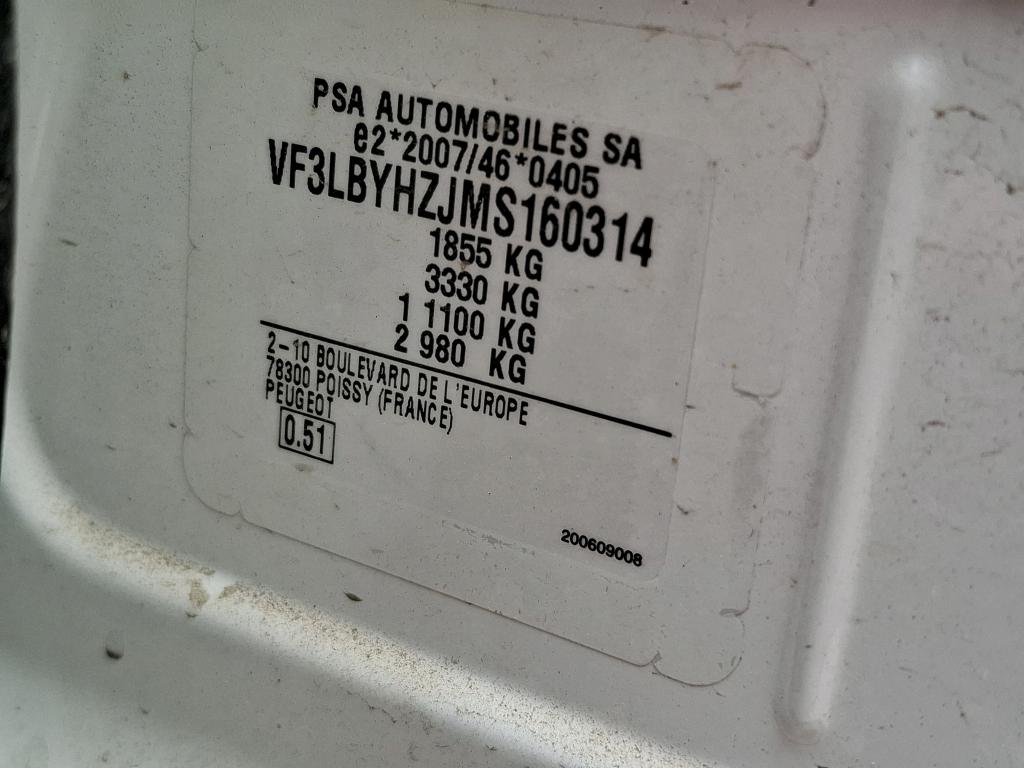 PSA AUTOMOBILES SA
e2*2007/46*0405
VF3LBYHZJMS160314
1855 KG
3330 KG
1 1100 KG
2 980 KG
2-10 BOULEVARD DE L'EUROPE
78300 POISSY (FRANCE)
PEUGEOT
0.51
200609008